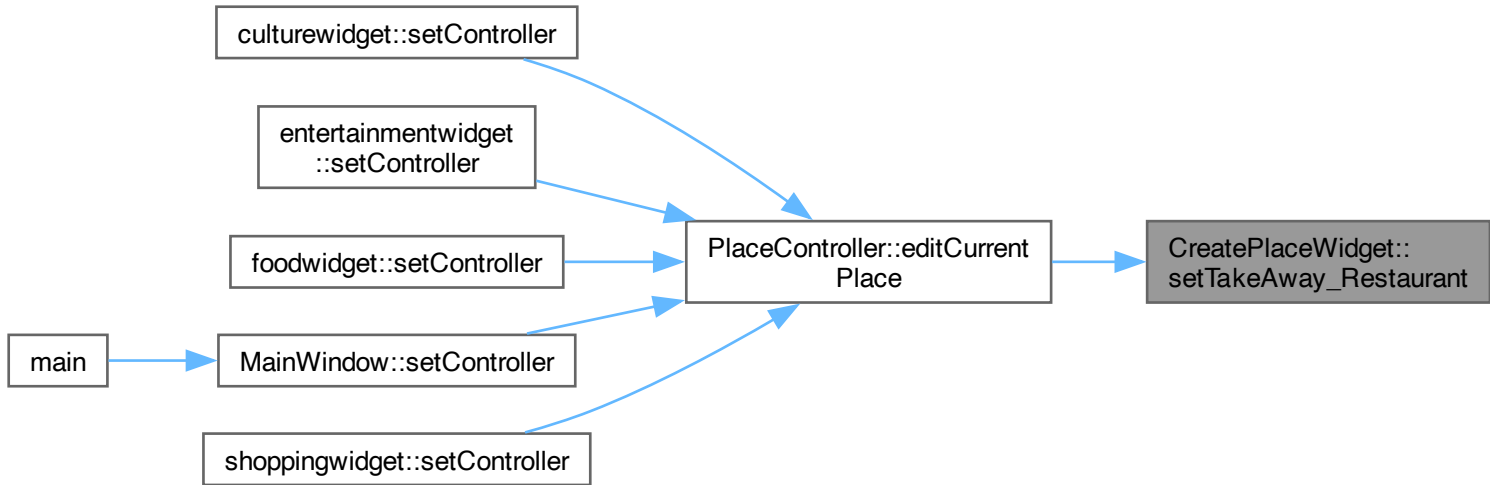 culturewidget::setController
entertainmentwidget
::setController
foodwidget::setController
main
MainWindow::setController
shoppingwidget::setController
PlaceController::editCurrent
Place
CreatePlaceWidget::
setTakeAway_Restaurant